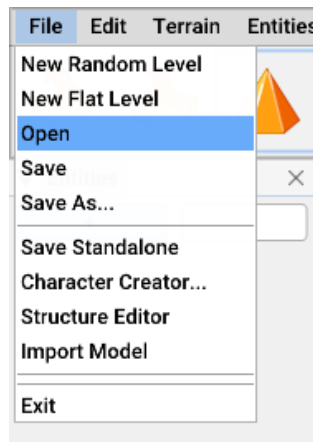 File Edit Terrain Entities
New Random Level
New Flat Level
Open
Save
Save As...
Save Standalone
Character Creator...
Structure Editor
Import Model
Exit